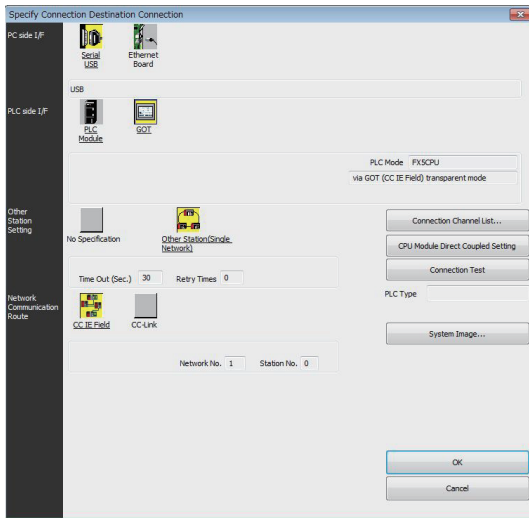 Specify Connection Destination Connection
PC side I/F
Serial
USB
Ethernet
Board
USB
PLC side I/F
PLC
Module
GOT
PLC Mode FX5CPU
via GOT (CC IE Field) transparent mode
Other
Station
Setting
No Specification
Other Station(Single
Network)
Connection Channel List...
CPU Module Direct Coupled Setting
Time Out (Sec.) 30 Retry Times 0
Connection Test
Network
Communication
Route
CC IE Field
CC-Link
PLC Type
System Image...
Network No. 1 Station No. 0
OK
Cancel